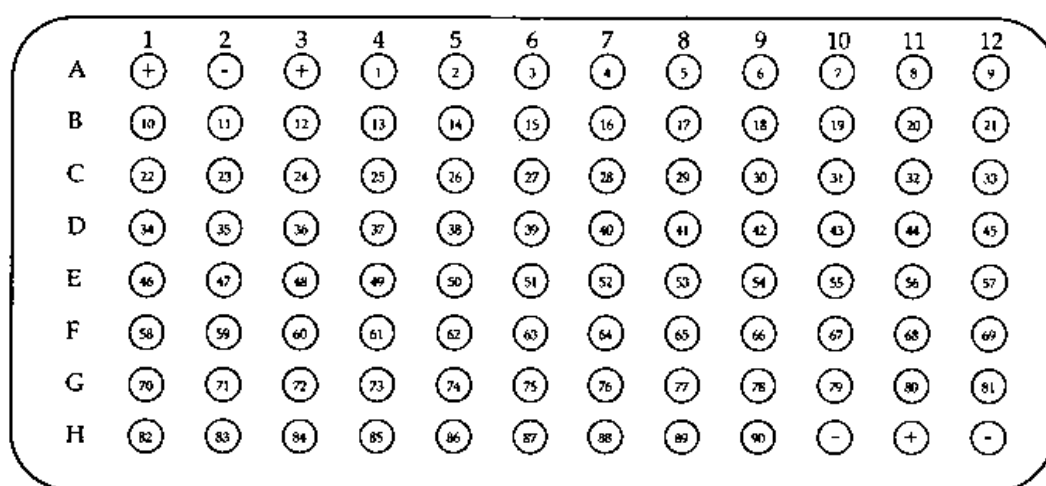 1 2 3 4 5 6 7 8 9 10 11 12
A + - + 1 2 3 4 5 6 7 8 9
B 10 11 12 13 14 15 16 17 18 19 20 21
C 22 23 24 25 26 27 28 29 30 31 32 33
D 34 35 36 37 38 39 40 41 42 43 44 45
E 46 47 48 49 50 51 52 53 54 55 56 57
F 58 59 60 61 62 63 64 65 66 67 68 69
G 70 71 72 73 74 75 76 77 78 79 80 81
H 82 83 84 85 86 87 88 89 90 - + -